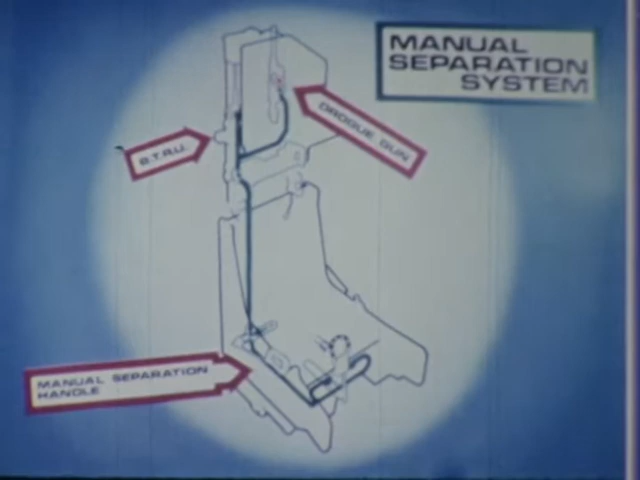 MANUAL
SEPARATION
SYSTEM
DROGUE GUN
B.T.R.U.
MANUAL SEPARATION
HANDLE